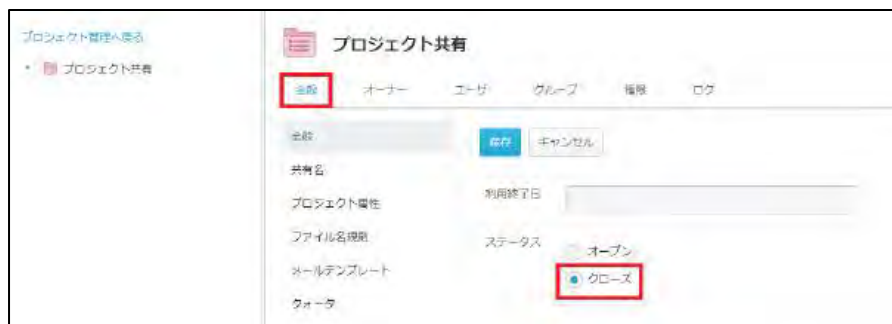 プロジェクト管理へ戻る
プロジェクト共有
プロジェクト共有
全般 オーナー ユーザ グループ 権限 ログ
全般
保存 キャンセル
共有名
利用終了日
プロジェクト属性
ファイル名規則
ステータス
オープン
メールテンプレート
クローズ
クォータ